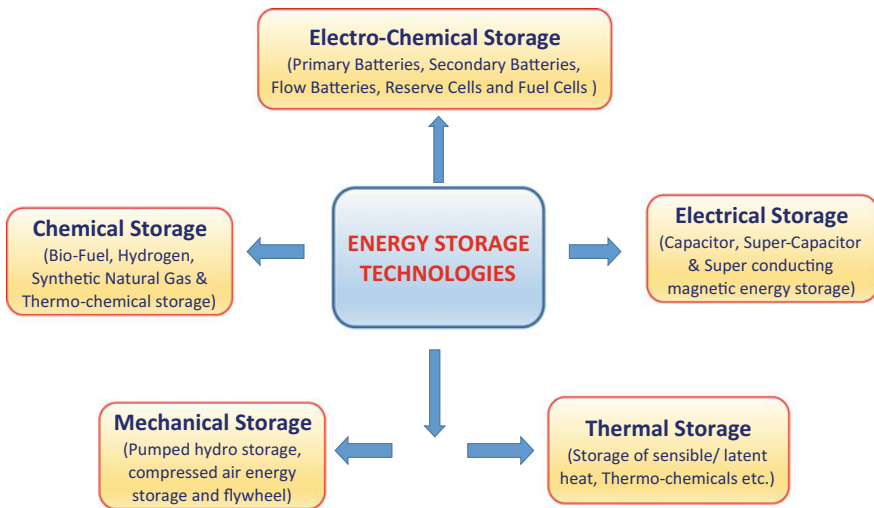 Electro-Chemical Storage
(Primary Batteries, Secondary Batteries,
Flow Batteries, Reserve Cells and Fuel Cells )
Chemical Storage
(Bio-Fuel, Hydrogen,
Synthetic Natural Gas &
Thermo-chemical storage)
ENERGY STORAGE
TECHNOLOGIES
Electrical Storage
(Capacitor, Super-Capacitor
& Super conducting
magnetic energy storage)
Mechanical Storage
(Pumped hydro storage,
compressed air energy
storage and flywheel)
Thermal Storage
(Storage of sensible/ latent
heat, Thermo-chemicals etc.)